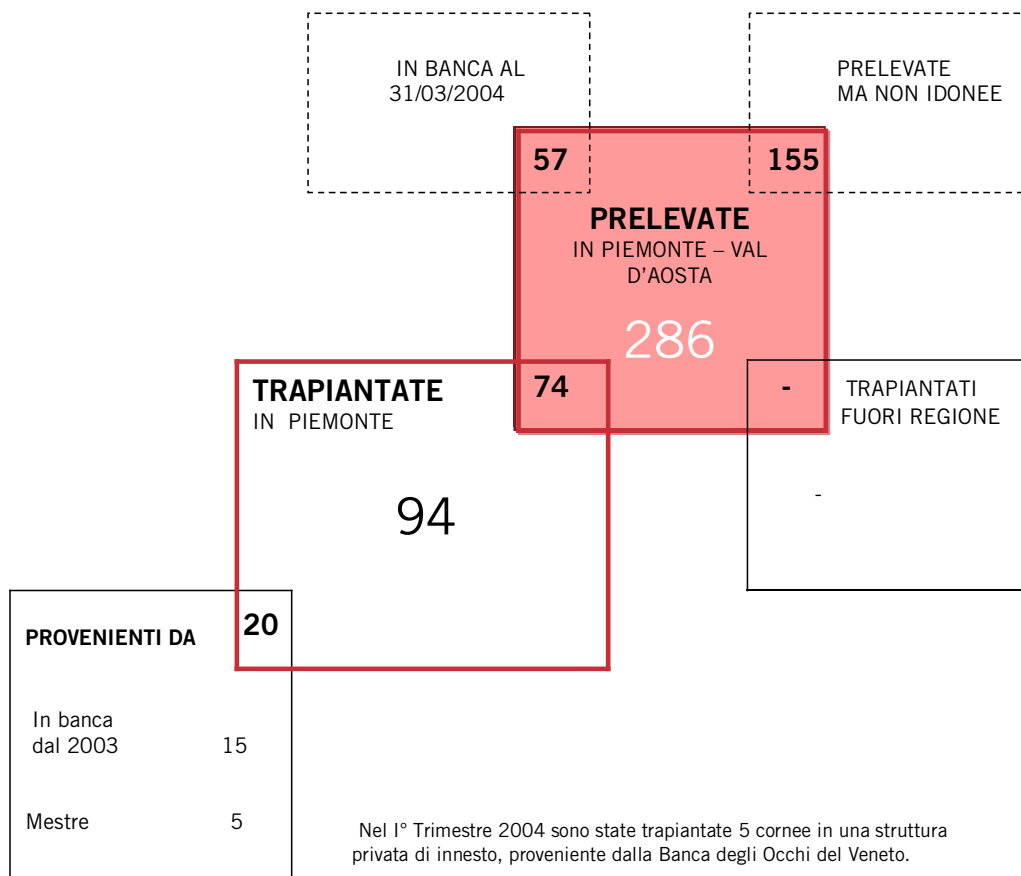 IN BANCA AL
31/03/2004
PRELEVATE
MA NON IDONEE
57
155
PRELEVATE
IN PIEMONTE – VAL
D'AOSTA
286
TRAPIANTATE
IN PIEMONTE
74
-
TRAPIANTATI
FUORI REGIONE
94
-
PROVENIENTI DA
20
In banca
dal 2003 15
Mestre 5
Nel I° Trimestre 2004 sono state trapiantate 5 cornee in una struttura
privata di innesto, proveniente dalla Banca degli Occhi del Veneto.